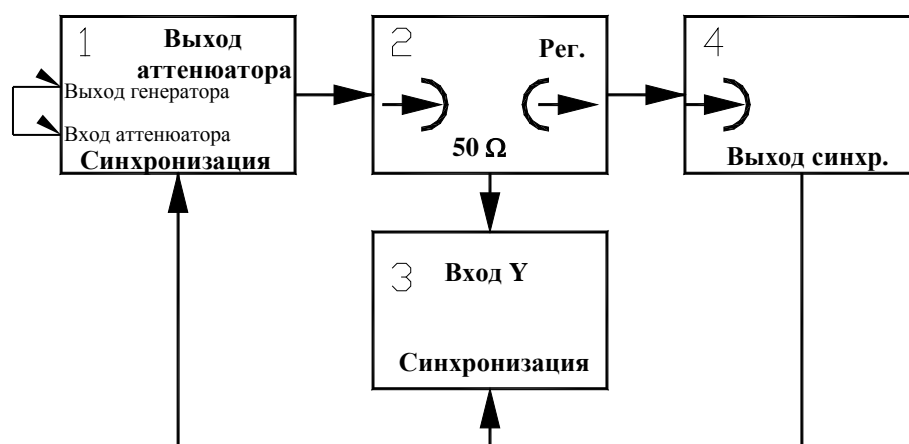 1
Выход
аттенюатора
Выход генератора
Вход аттенюатора
Синхронизация
2
Рег.
50 Ω
4
Выход синхр.
3
Вход Y
Синхронизация